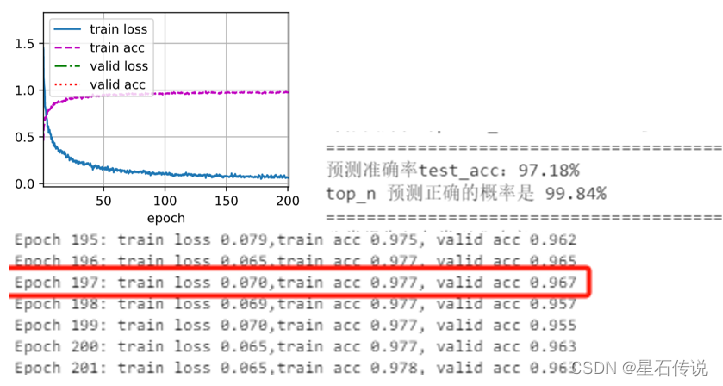 train loss
train acc
valid loss
valid acc
1.5
1.0
0.5
0.0
50
100
150
200
epoch
==========================================
预测准确率test_acc: 97.18%
top_n 预测正确的概率是 99.84%
==========================================
Epoch 195: train loss 0.079,train acc 0.975, valid acc 0.962
Epoch 196: train loss 0.065,train acc 0.977, valid acc 0.965
Epoch 197: train loss 0.070,train acc 0.977, valid acc 0.967
Epoch 198: train loss 0.069,train acc 0.977, valid acc 0.957
Epoch 199: train loss 0.070,train acc 0.977, valid acc 0.955
Epoch 200: train loss 0.065,train acc 0.977, valid acc 0.963
Epoch 201: train loss 0.065,train acc 0.978, valid acc 0.963
CSDN @星石传说